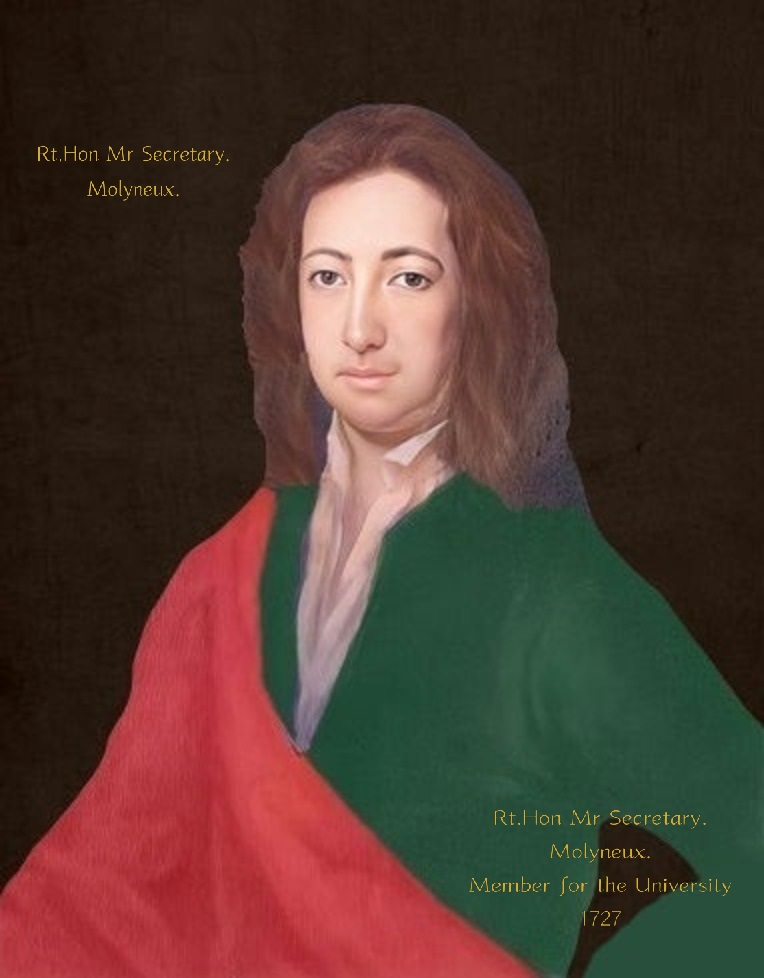 Rt.Hon Mr Secretary.
Molyneux.
Rt.Hon Mr Secretary.
Molyneux.
Member for the University
1727